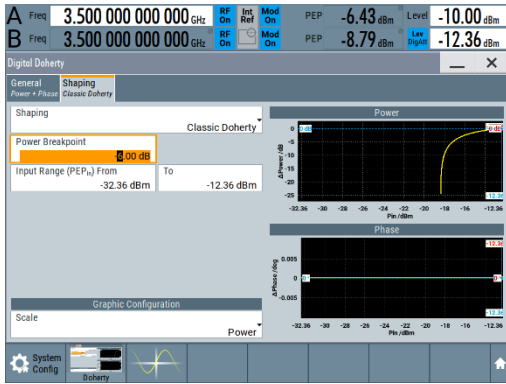 A Freq 3.500 000 000 000 GHz RF On Int Ref Mod On PEP -6.43 dBm Level -10.00 dBm
B Freq 3.500 000 000 000 GHz RF On Mod On PEP -8.79 dBm Lev DigAtt -12.36 dBm
Digital Doherty
General Shaping
Power + Phase Classic Doherty
Shaping
Classic Doherty
Power Breakpoint
-6.00 dB
Input Range (PEPIN) From To
-32.36 dBm -12.36 dBm
Graphic Configuration
Scale
Power
Power
ΔPower /dB
0 -5 -10 -15 -20 -25
0 dB 0 dB
-12.36
-32.36 -30 -28 -26 -24 -22 -20 -18 -16 -12.36
Pin /dBm
Phase
ΔPhase /deg
0.005 0 -0.005
-12.36
0° 0°
-12.36
-32.36 -30 -28 -26 -24 -22 -20 -18 -16 -12.36
Pin /dBm
System Config
Doherty